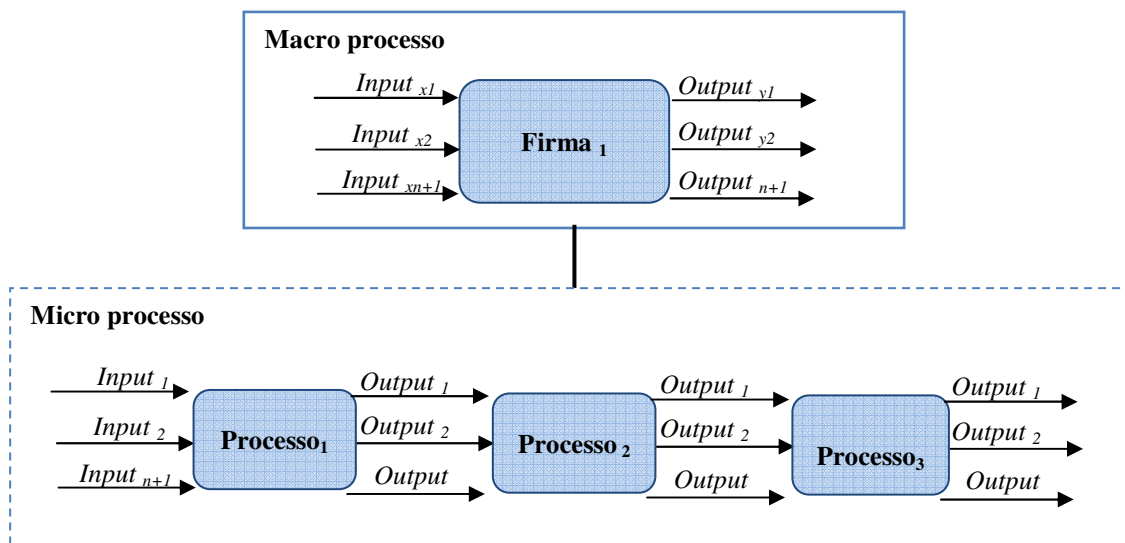 Macro processo
Input x1
Output y1
Input x2
Firma 1
Output y2
Input xn+1
Output n+1
Micro processo
Input 1
Output 1
Output 1
Output 1
Input 2
Processo1
Output 2
Processo 2
Output 2
Processo3
Output 2
Input n+1
Output
Output
Output